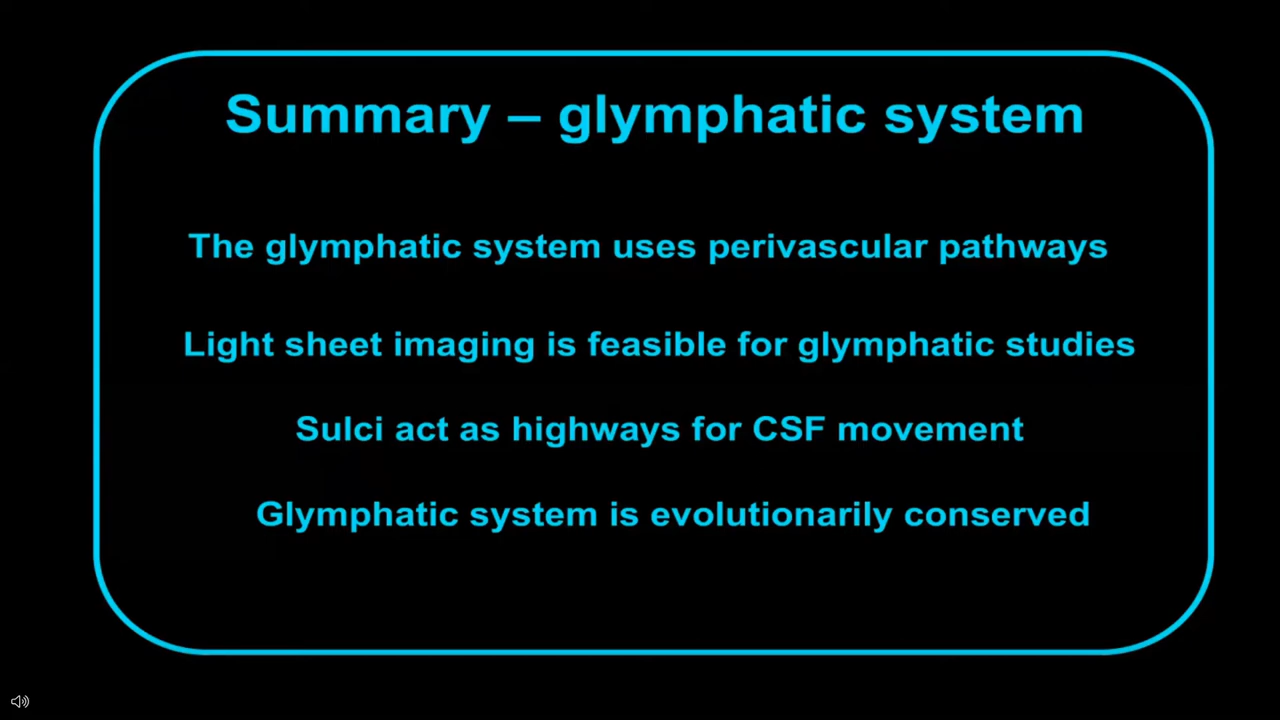 Summary – glymphatic system
The glymphatic system uses perivascular pathways
Light sheet imaging is feasible for glymphatic studies
Sulci act as highways for CSF movement
Glymphatic system is evolutionarily conserved